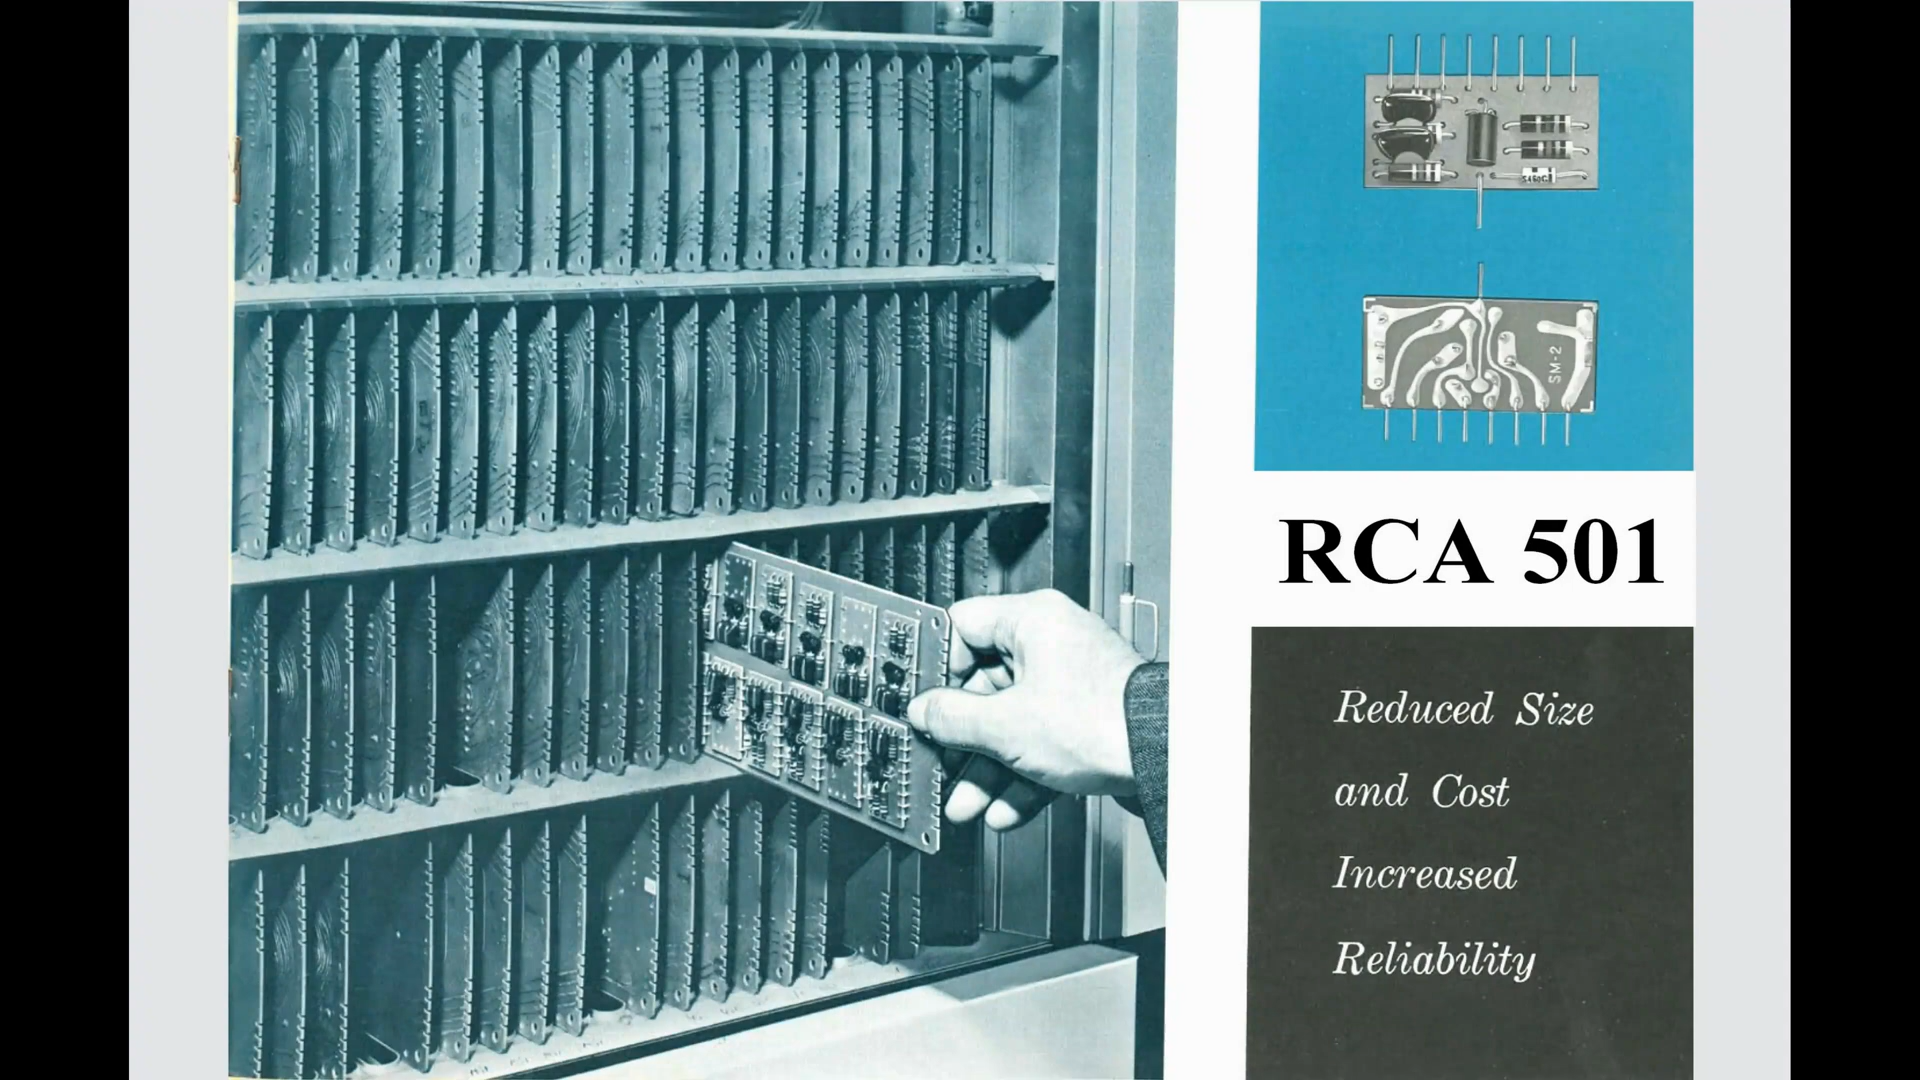 SM-2
RCA 501
Reduced Size
and Cost
Increased
Reliability